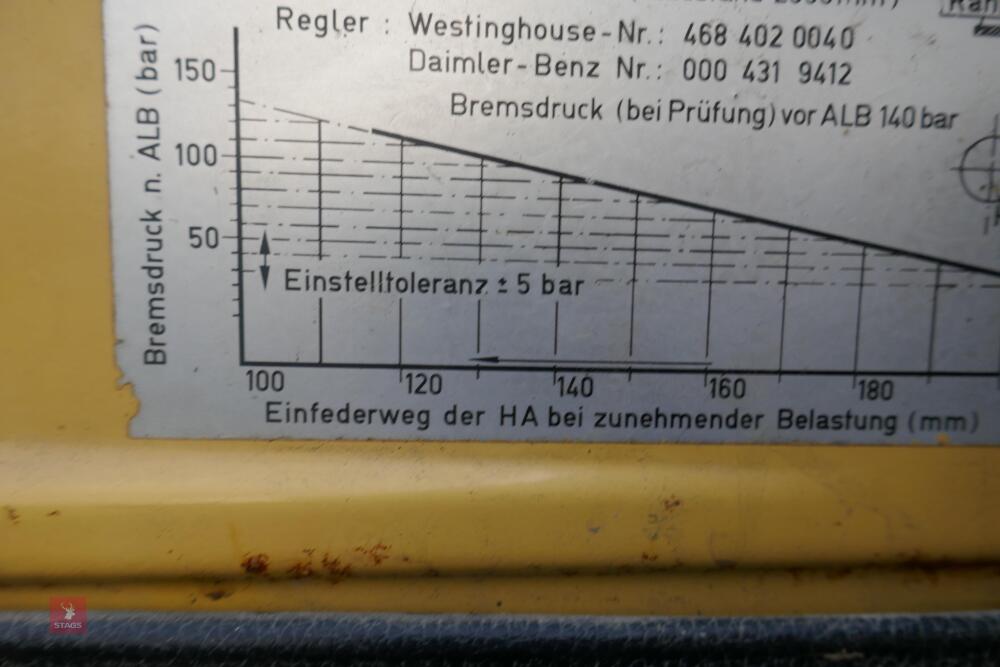 Regler : Westinghouse-Nr.: 468 402 0040
Daimler-Benz Nr.: 000 431 9412
Bremsdruck (bei Prüfung) vor ALB 140 bar
Bremsdruck n. ALB (bar)
150
100
50
Einstelltoleranz ± 5 bar
100 120 140 160 180
Einfederweg der HA bei zunehmender Belastung (mm)
STAGS